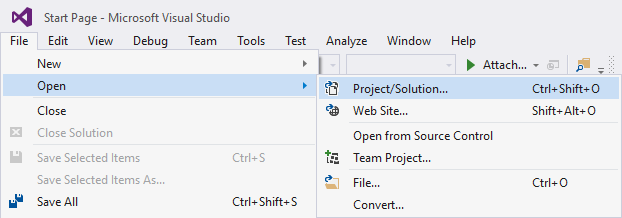 Start Page - Microsoft Visual Studio
File Edit View Debug Team Tools Test Analyze Window Help
New
Attach...
Open
Project/Solution... Ctrl+Shift+O
Close
Web Site... Shift+Alt+O
Close Solution
Open from Source Control
Save Selected Items Ctrl+S
Team Project...
Save Selected Items As...
File... Ctrl+O
Save All Ctrl+Shift+S
Convert...